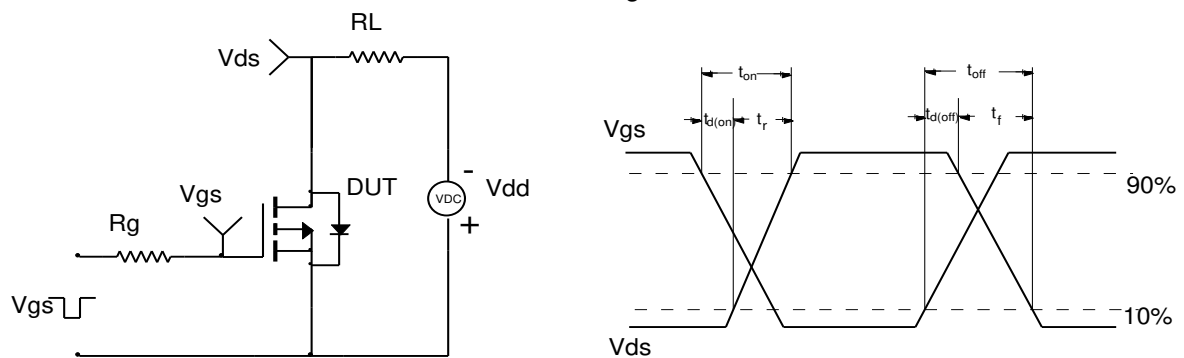 RL
Vds
Vgs
DUT
Rg
VDC
-
+
Vdd
Vgs
ton
toff
td(on)
tr
td(off)
tf
Vgs
90%
10%
Vds